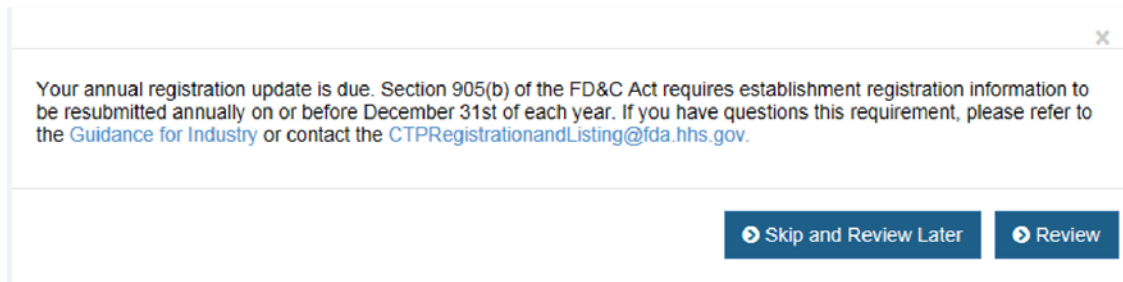 Your annual registration update is due. Section 905(b) of the FD&C Act requires establishment registration information to
be resubmitted annually on or before December 31st of each year. If you have questions this requirement, please refer to
the Guidance for Industry or contact the CTPRegistrationandListing@fda.hhs.gov.
Skip and Review Later
Review